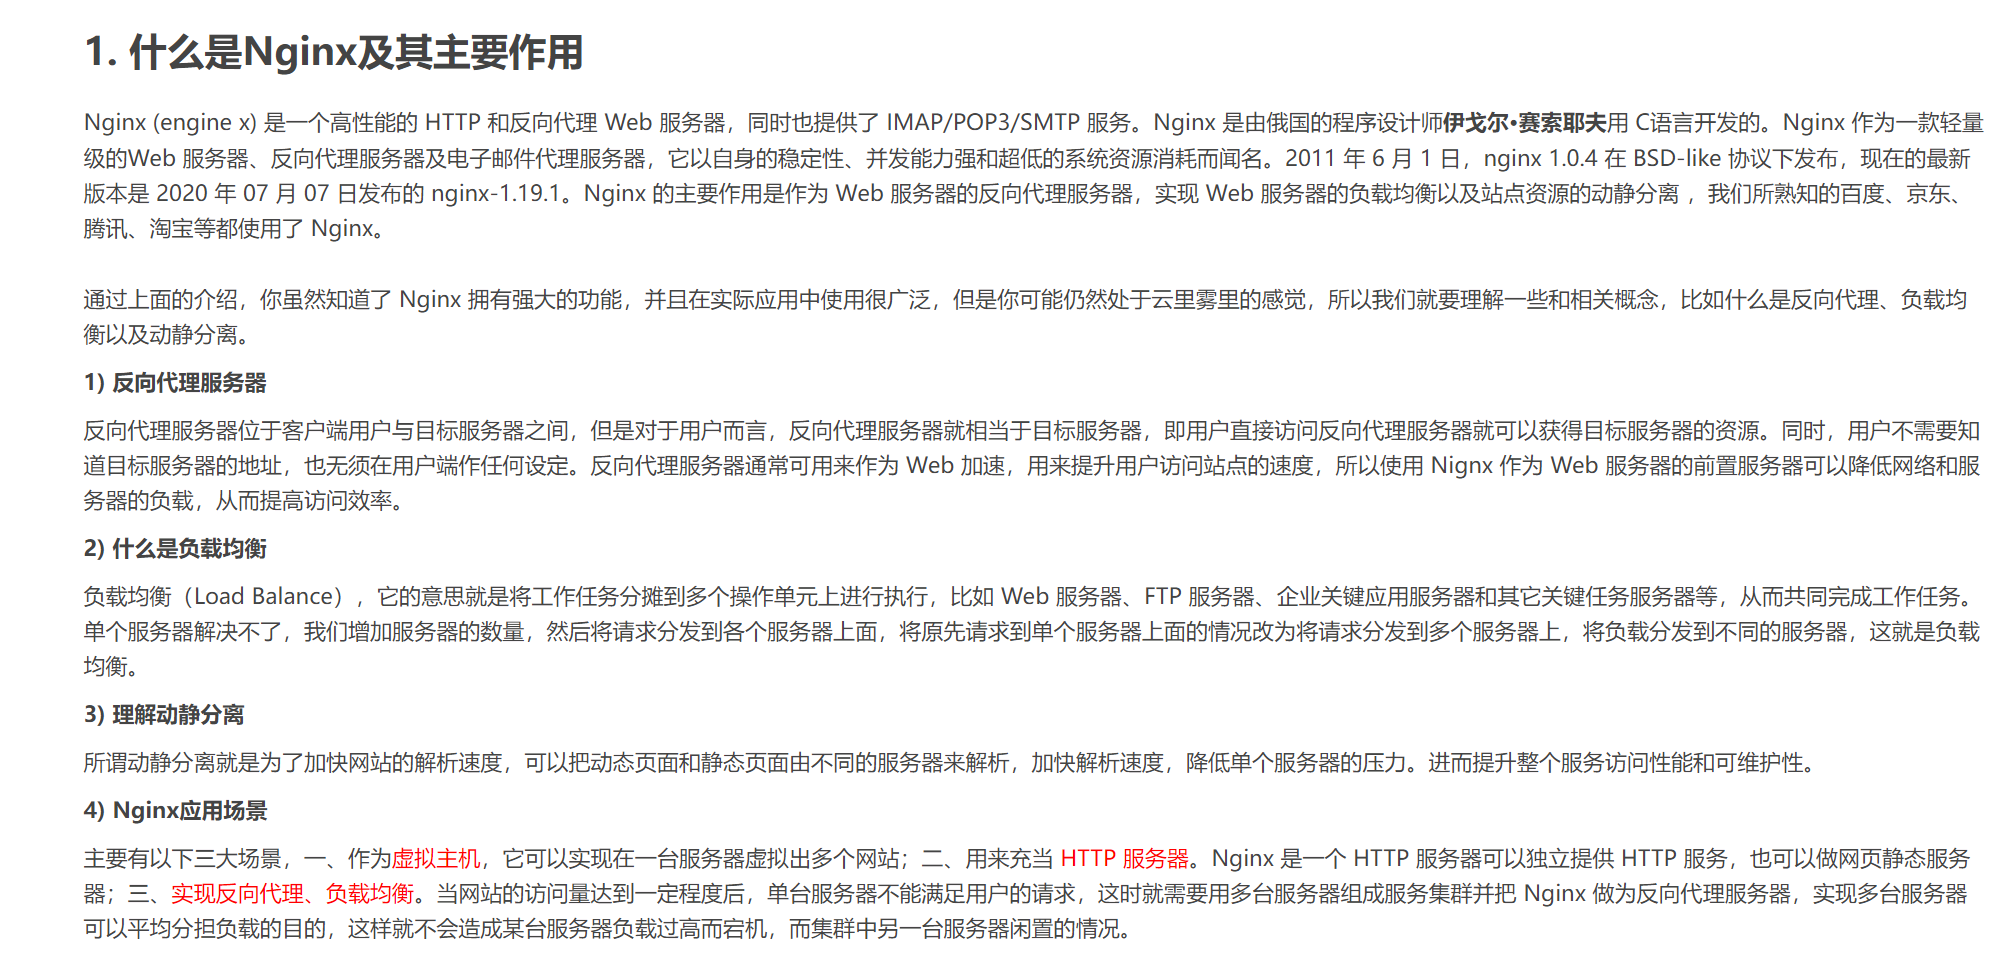 1. 什么是Nginx及其主要作用
Nginx (engine x) 是一个高性能的 HTTP 和反向代理 Web 服务器，同时也提供了 IMAP/POP3/SMTP 服务。Nginx 是由俄国的程序设计师伊戈尔·赛索耶夫用 C语言开发的。Nginx 作为一款轻量
级的Web 服务器、反向代理服务器及电子邮件代理服务器，它以自身的稳定性、并发能力强和超低的系统资源消耗而闻名。2011 年 6 月 1 日，nginx 1.0.4 在 BSD-like 协议下发布，现在的最新
版本是 2020 年 07 月 07 日发布的 nginx-1.19.1。Nginx 的主要作用是作为 Web 服务器的反向代理服务器，实现 Web 服务器的负载均衡以及站点资源的动静分离 ，我们所熟知的百度、京东、
腾讯、淘宝等都使用了 Nginx。
通过上面的介绍，你虽然知道了 Nginx 拥有强大的功能，并且在实际应用中使用很广泛，但是你可能仍然处于云里雾里的感觉，所以我们就要理解一些和相关概念，比如什么是反向代理、负载均
衡以及动静分离。
1) 反向代理服务器
反向代理服务器位于客户端用户与目标服务器之间，但是对于用户而言，反向代理服务器就相当于目标服务器，即用户直接访问反向代理服务器就可以获得目标服务器的资源。同时，用户不需要知
道目标服务器的地址，也无须在用户端作任何设定。反向代理服务器通常可用来作为 Web 加速，用来提升用户访问站点的速度，所以使用 Nignx 作为 Web 服务器的前置服务器可以降低网络和服
务器的负载，从而提高访问效率。
2) 什么是负载均衡
负载均衡（Load Balance），它的意思就是将工作任务分摊到多个操作单元上进行执行，比如 Web 服务器、FTP 服务器、企业关键应用服务器和其它关键任务服务器等，从而共同完成工作任务。
单个服务器解决不了，我们增加服务器的数量，然后将请求分发到各个服务器上面，将原先请求到单个服务器上面的情况改为将请求分发到多个服务器上，将负载分发到不同的服务器，这就是负载
均衡。
3) 理解动静分离
所谓动静分离就是为了加快网站的解析速度，可以把动态页面和静态页面由不同的服务器来解析，加快解析速度，降低单个服务器的压力。进而提升整个服务访问性能和可维护性。
4) Nginx应用场景
主要有以下三大场景，一、作为虚拟主机，它可以实现在一台服务器虚拟出多个网站；二、用来充当 HTTP 服务器。Nginx 是一个 HTTP 服务器可以独立提供 HTTP 服务，也可以做网页静态服务
器；三、实现反向代理、负载均衡。当网站的访问量达到一定程度后，单台服务器不能满足用户的请求，这时就需要用多台服务器组成服务集群并把 Nginx 做为反向代理服务器，实现多台服务器
可以平均分担负载的目的，这样就不会造成某台服务器负载过高而宕机，而集群中另一台服务器闲置的情况。